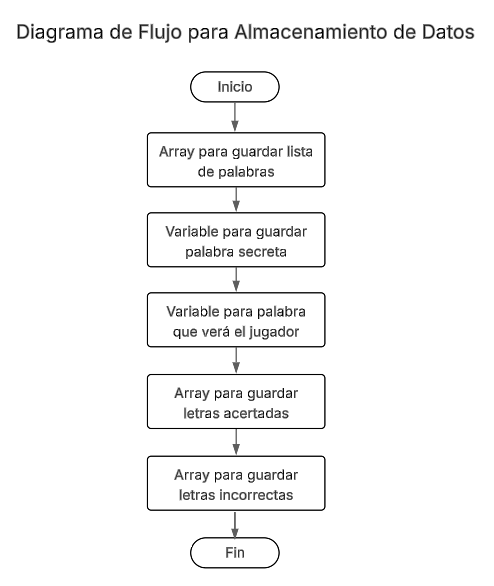 Diagrama de Flujo para Almacenamiento de Datos
Inicio
Array para guardar lista
de palabras
Variable para guardar
palabra secreta
Variable para palabra
que verá el jugador
Array para guardar
letras acertadas
Array para guardar
letras incorrectas
Fin